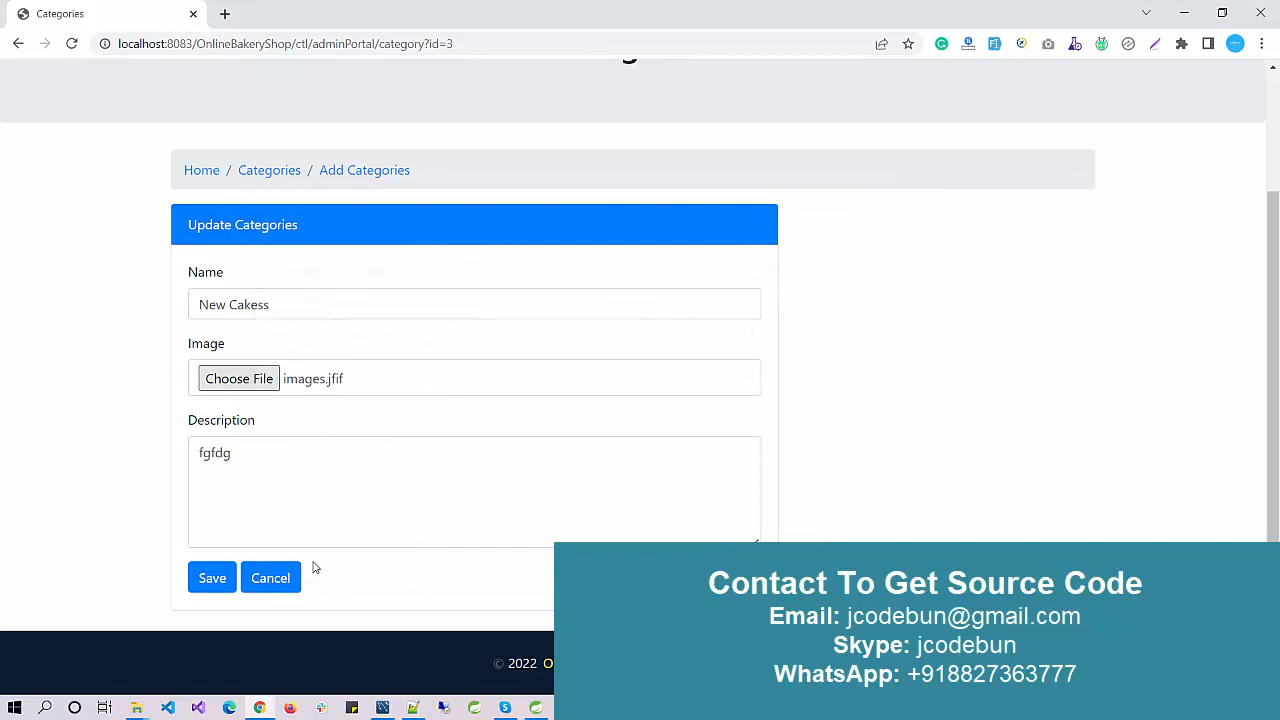 Categories
localhost:8083/OnlineBakeryShop/ctl/adminPortal/category?id=3
Home / Categories / Add Categories
Update Categories
Name
New Cakess
Image
Choose File images.jfif
Description
fgfdg
Save Cancel
© 2022
Contact To Get Source Code
Email: jcodebun@gmail.com
Skype: jcodebun
WhatsApp: +918827363777